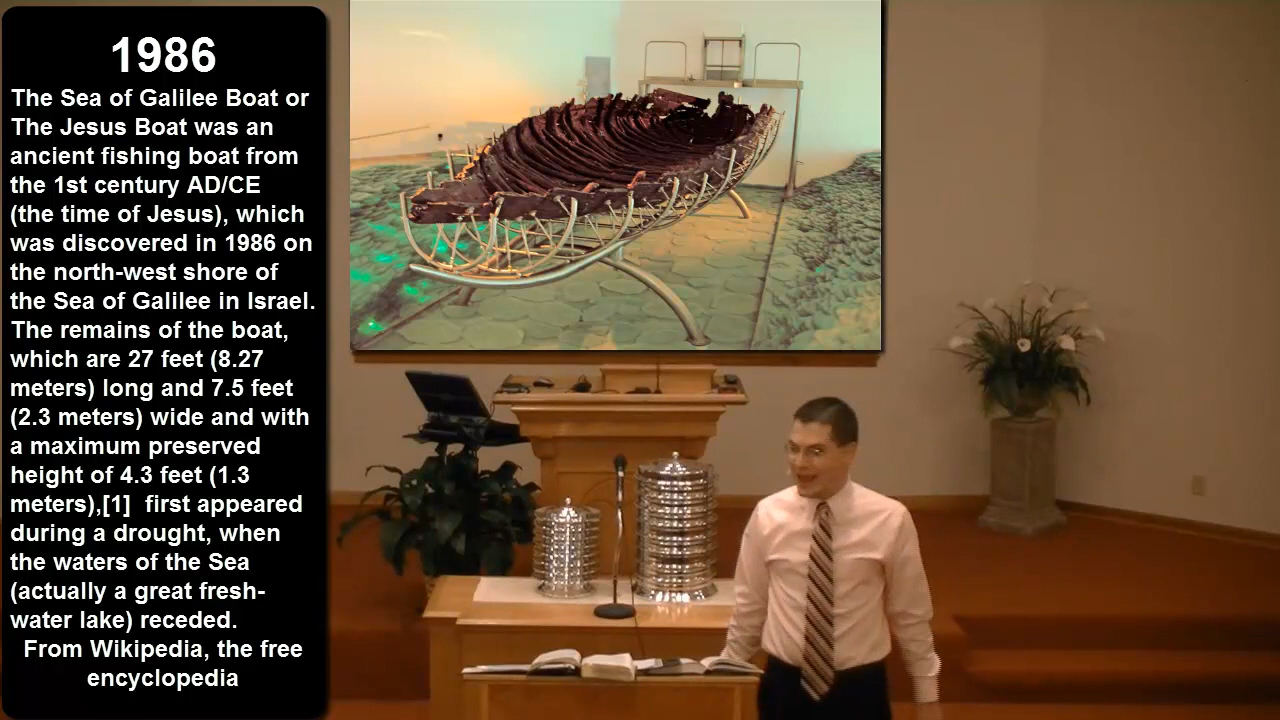 1986
The Sea of Galilee Boat or
The Jesus Boat was an
ancient fishing boat from
the 1st century AD/CE
(the time of Jesus), which
was discovered in 1986 on
the north-west shore of
the Sea of Galilee in Israel.
The remains of the boat,
which are 27 feet (8.27
meters) long and 7.5 feet
(2.3 meters) wide and with
a maximum preserved
height of 4.3 feet (1.3
meters),[1]  first appeared
during a drought, when
the waters of the Sea
(actually a great fresh-
water lake) receded.
From Wikipedia, the free
encyclopedia